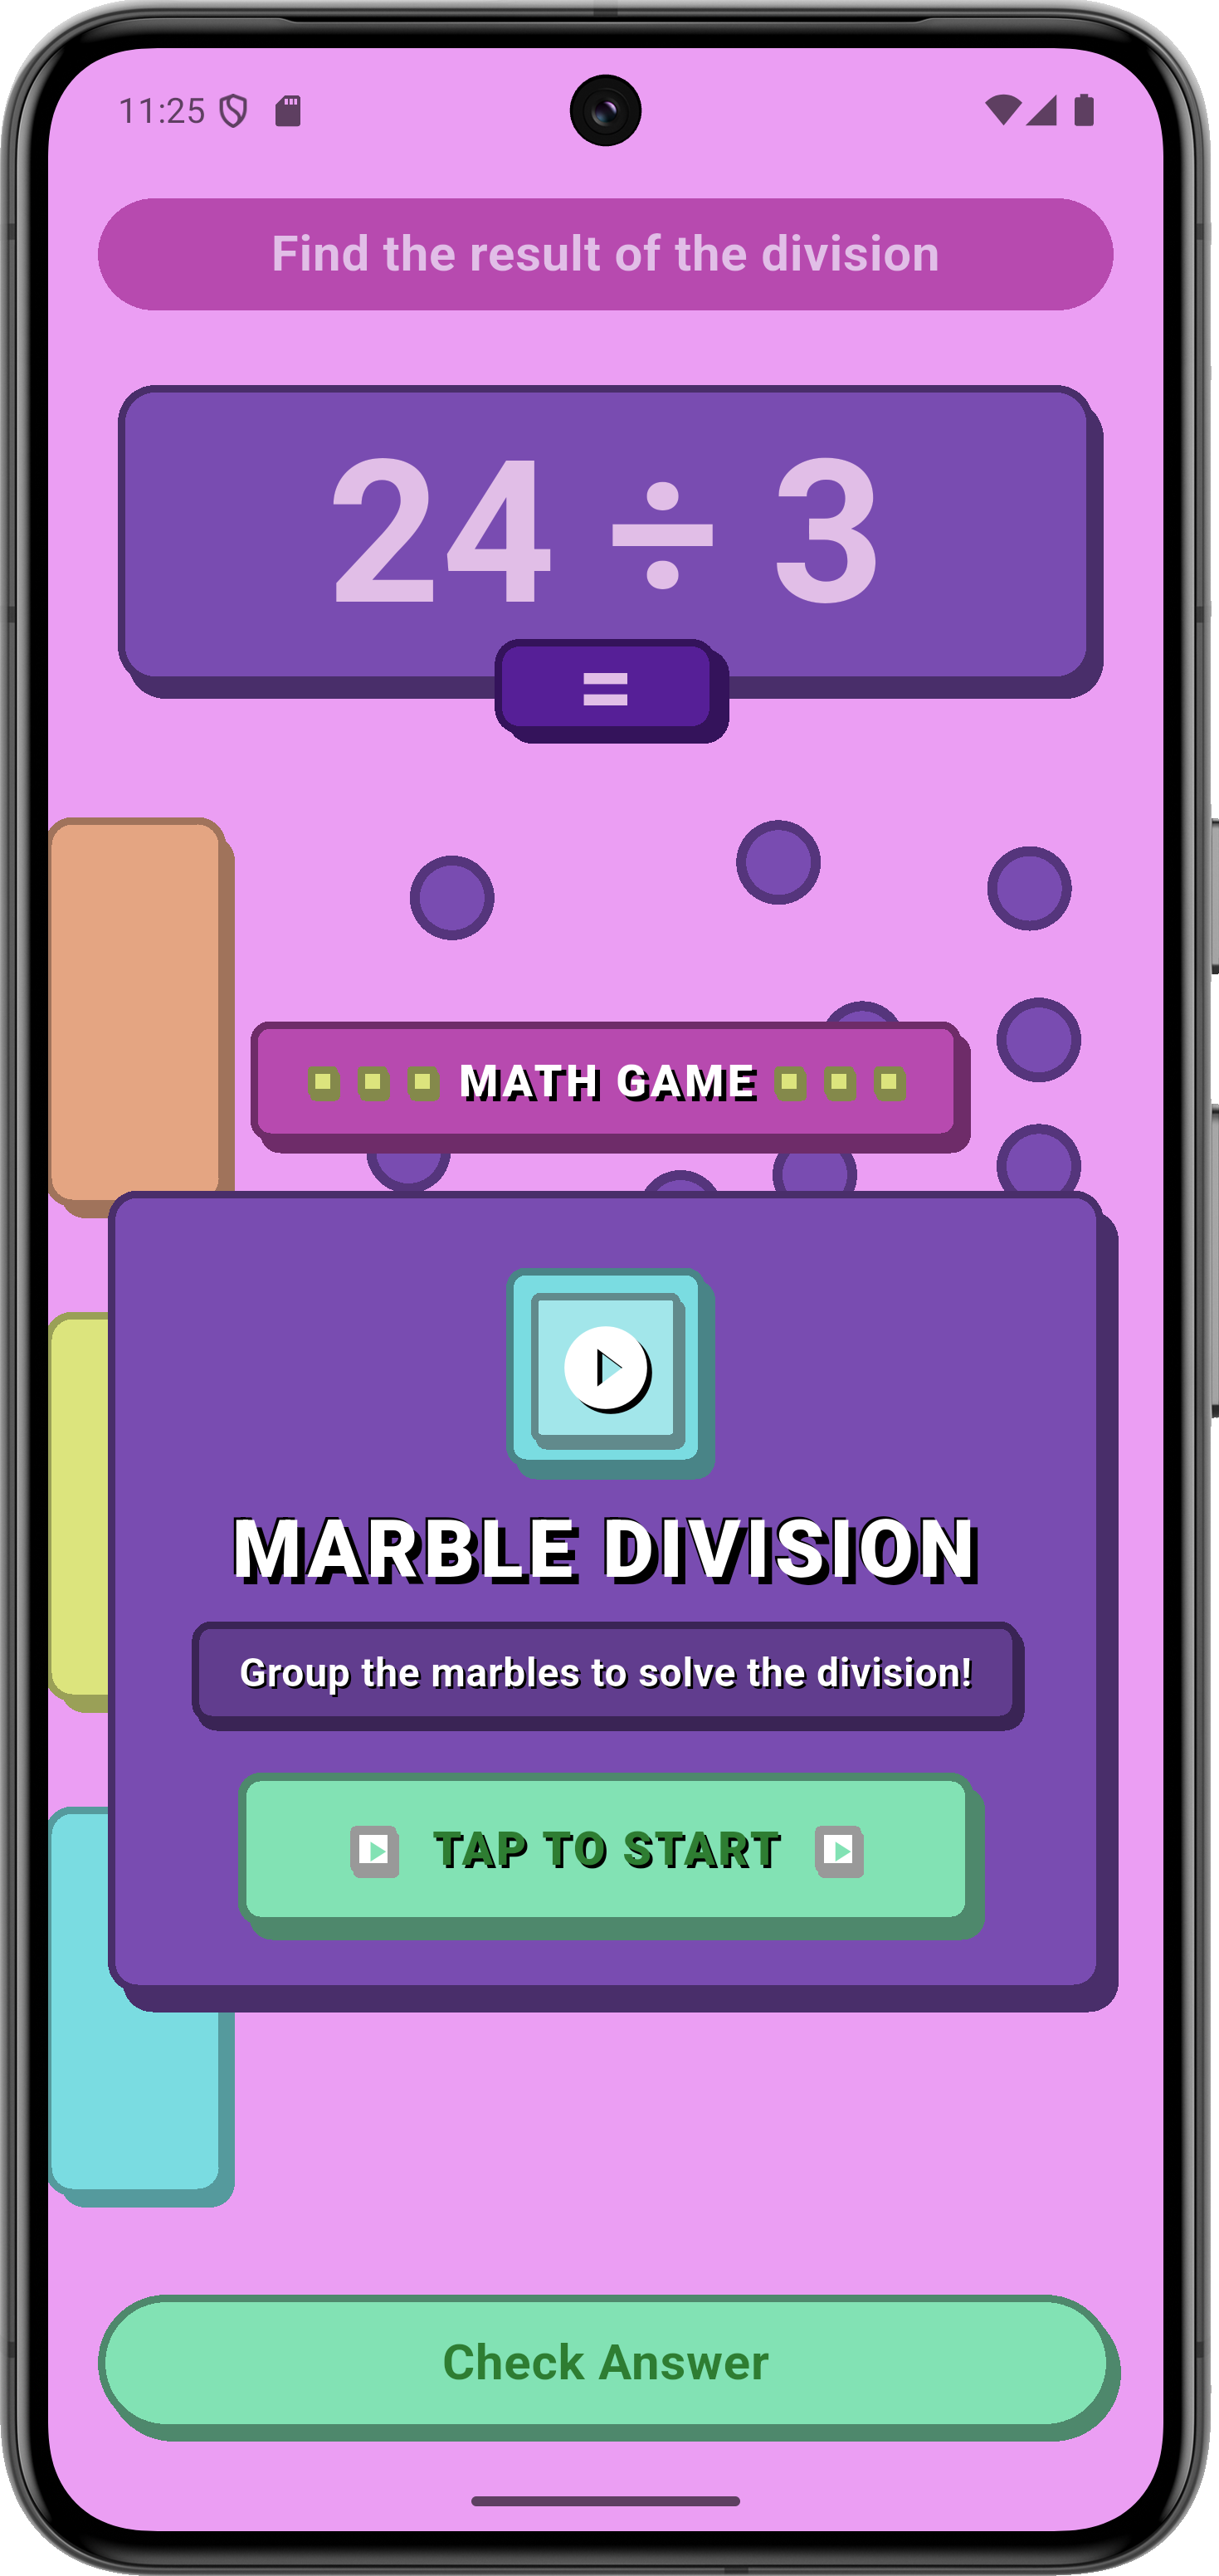 11:25
Find the result of the division
24 ÷ 3
=
MATH GAME
MARBLE DIVISION
Group the marbles to solve the division!
TAP TO START
Check Answer